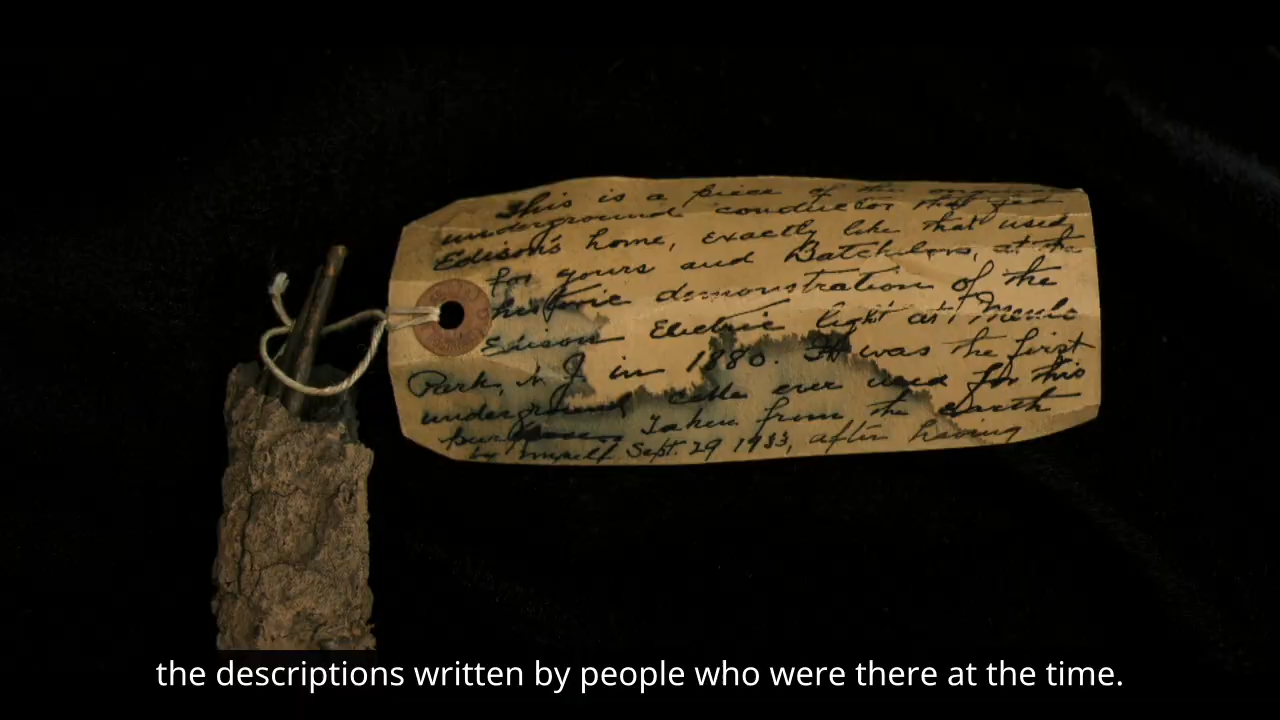 This is a piece of the original
underground conductor that fed
Edison's home, exactly like that used
for yours and Batchelors, at the
historic demonstration of the
Edison Electric light at Menlo
Park, N. J. in 1880. It was the first
underground cable ever used for this
purpose. Taken from the Earth
by myself Sept. 29 1933, after having
the descriptions written by people who were there at the time.